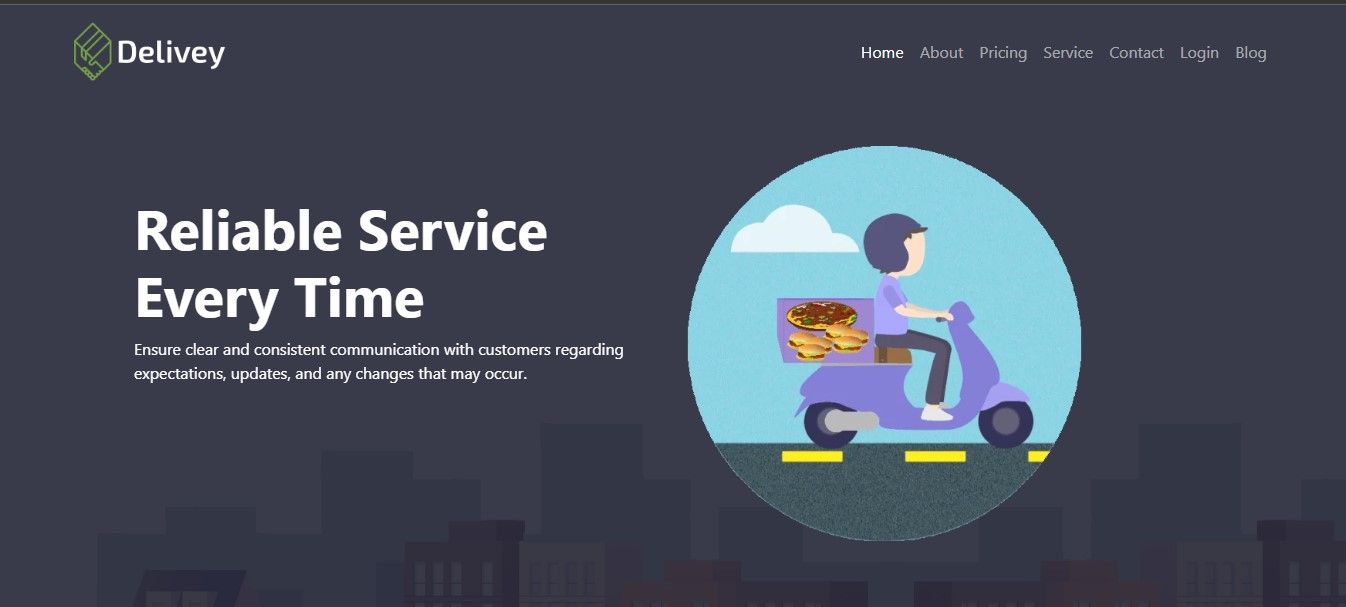 Delivey
Home About Pricing Service Contact Login Blog
Reliable Service
Every Time
Ensure clear and consistent communication with customers regarding
expectations, updates, and any changes that may occur.